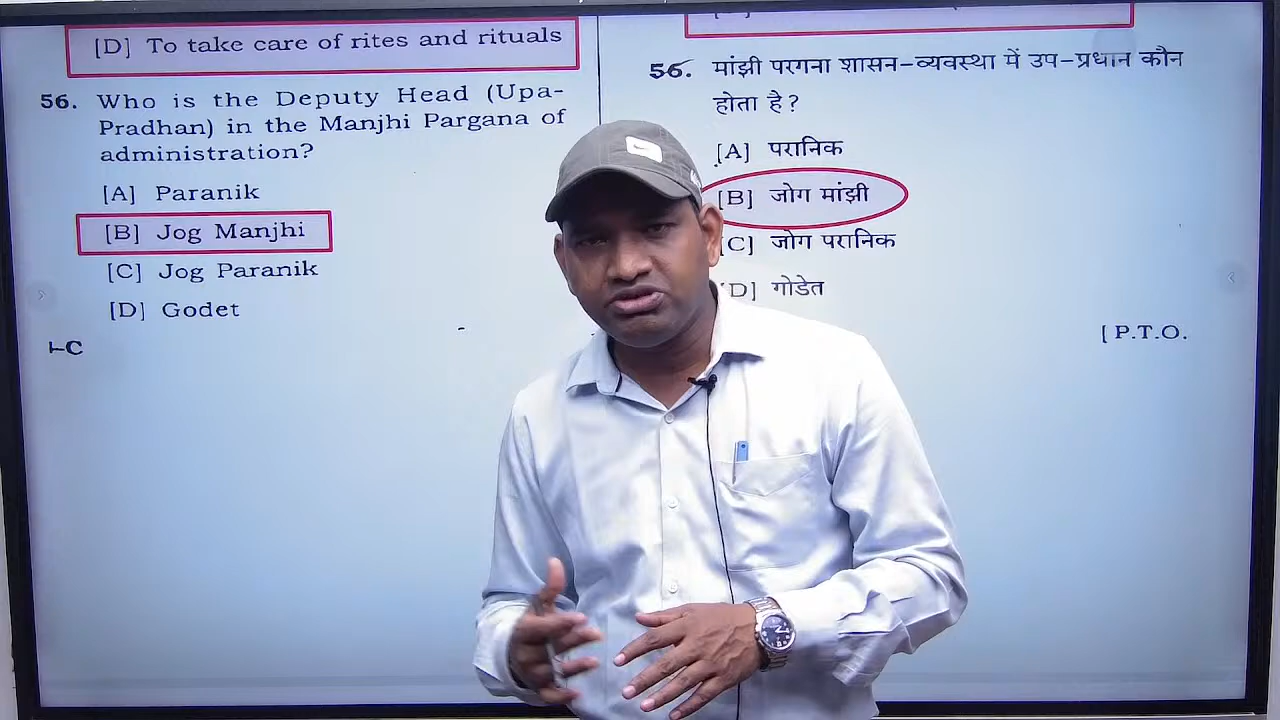 [D] To take care of rites and rituals
56. Who is the Deputy Head (Upa-
Pradhan) in the Manjhi Pargana of
administration?
[A] Paranik
[B] Jog Manjhi
[C] Jog Paranik
[D] Godet
56. मांझी परगना शासन-व्यवस्था में उप-प्रधान कौन
होता है?
[A] परानिक
[B] जोग मांझी
[C] जोग परानिक
[D] गोडेत
[ P.T.O.